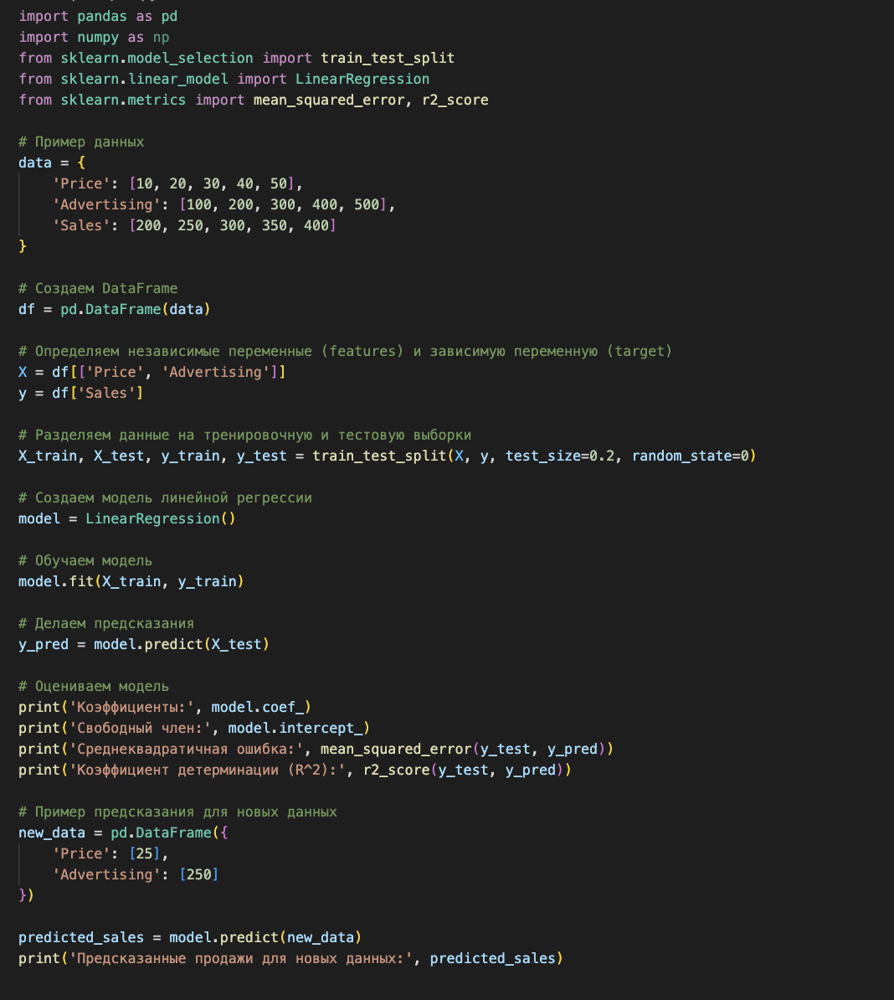 import pandas as pd
import numpy as np
from sklearn.model_selection import train_test_split
from sklearn.linear_model import LinearRegression
from sklearn.metrics import mean_squared_error, r2_score

# Пример данных
data = {
    'Price': [10, 20, 30, 40, 50],
    'Advertising': [100, 200, 300, 400, 500],
    'Sales': [200, 250, 300, 350, 400]
}

# Создаем DataFrame
df = pd.DataFrame(data)

# Определяем независимые переменные (features) и зависимую переменную (target)
X = df[['Price', 'Advertising']]
y = df['Sales']

# Разделяем данные на тренировочную и тестовую выборки
X_train, X_test, y_train, y_test = train_test_split(X, y, test_size=0.2, random_state=0)

# Создаем модель линейной регрессии
model = LinearRegression()

# Обучаем модель
model.fit(X_train, y_train)

# Делаем предсказания
y_pred = model.predict(X_test)

# Оцениваем модель
print('Коэффициенты:', model.coef_)
print('Свободный член:', model.intercept_)
print('Среднеквадратичная ошибка:', mean_squared_error(y_test, y_pred))
print('Коэффициент детерминации (R^2):', r2_score(y_test, y_pred))

# Пример предсказания для новых данных
new_data = pd.DataFrame({
    'Price': [25],
    'Advertising': [250]
})

predicted_sales = model.predict(new_data)
print('Предсказанные продажи для новых данных:', predicted_sales)